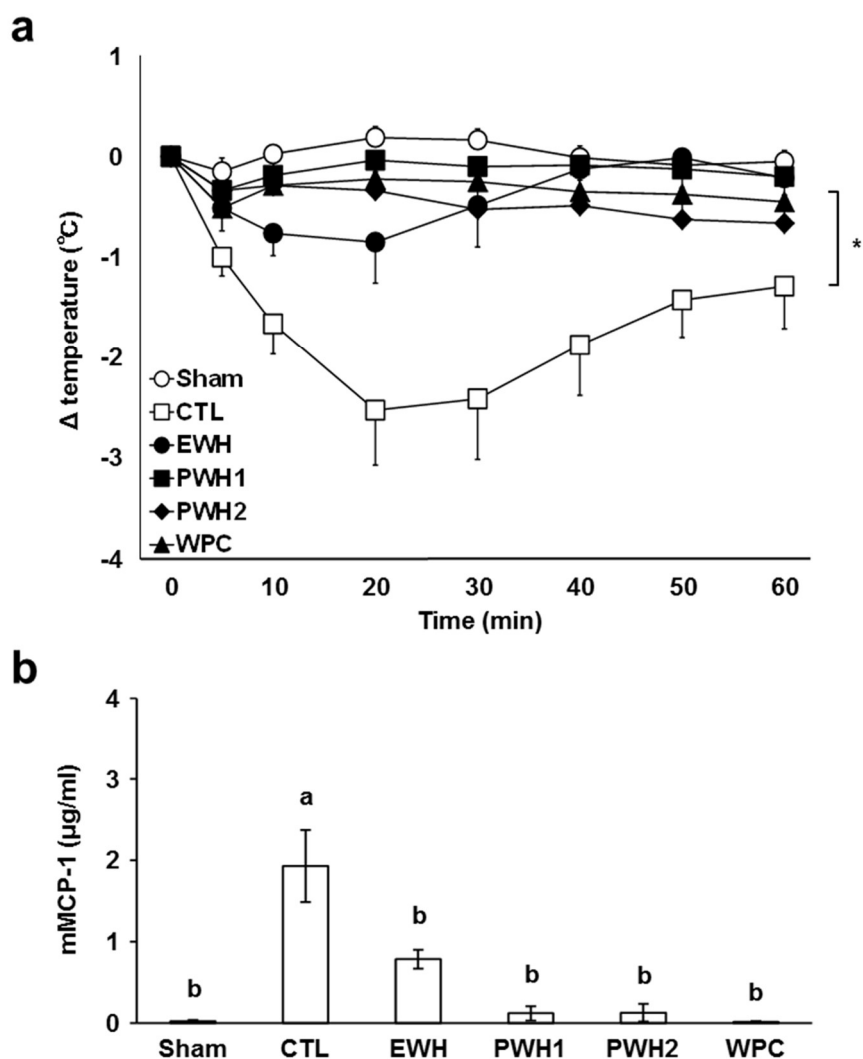 a
1
0
-1
-2
-3
-4
Δ temperature (℃)
*
Sham
CTL
EWH
PWH1
PWH2
WPC
0 10 20 30 40 50 60
Time (min)
b
4
3
2
1
0
mMCP-1 (μg/ml)
b a b b b b
Sham CTL EWH PWH1 PWH2 WPC